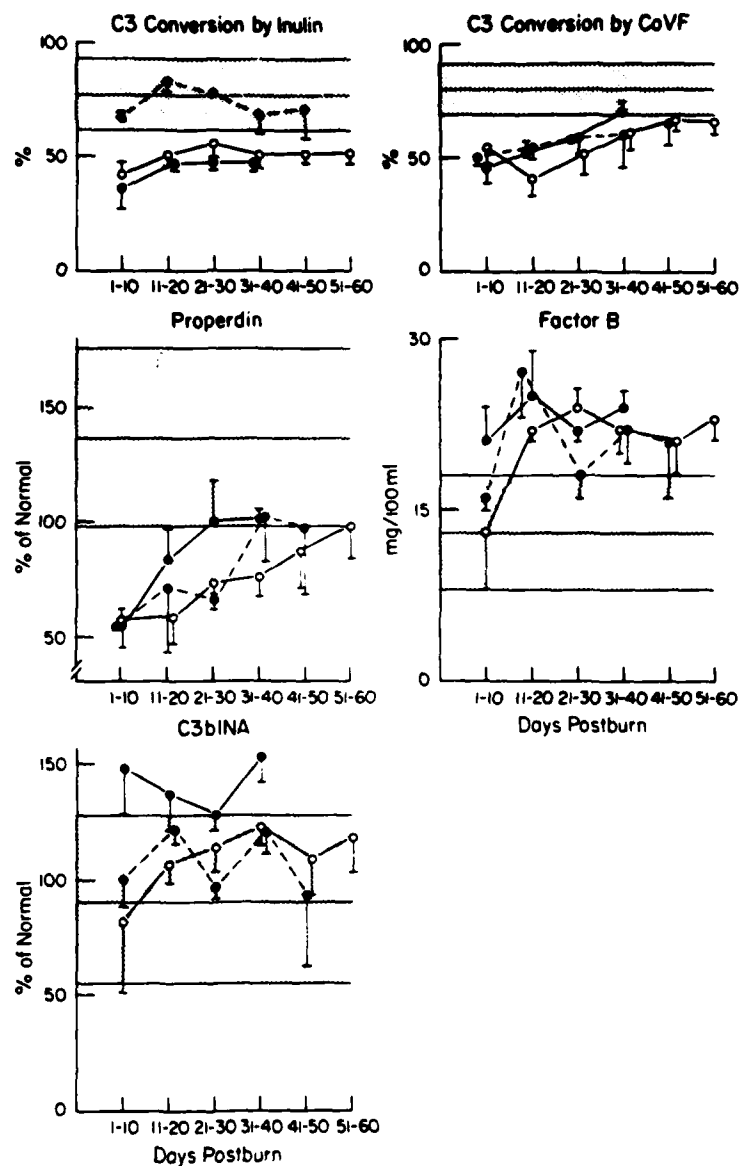 C3 Conversion by Inulin
100
50
0
%
1-10 11-20 21-30 31-40 41-50 51-60
C3 Conversion by CoVF
100
50
0
%
1-10 11-20 21-30 31-40 41-50 51-60
Properdin
150
100
50
% of Normal
1-10 11-20 21-30 31-40 41-50 51-60
Factor B
30
15
0
mg/100ml
1-10 11-20 21-30 31-40 41-50 51-60
Days Postburn
C3bINA
150
100
50
0
% of Normal
1-10 11-20 21-30 31-40 41-50 51-60
Days Postburn